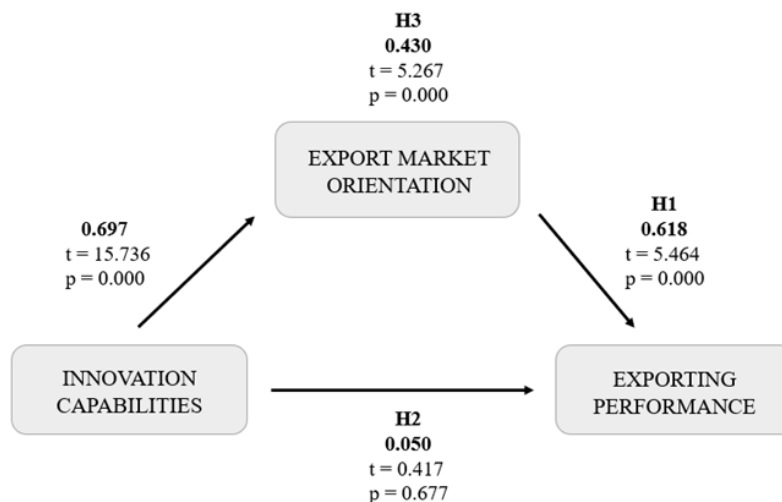 H3
0.430
t = 5.267
p = 0.000
EXPORT MARKET
ORIENTATION
0.697
t = 15.736
p = 0.000
H1
0.618
t = 5.464
p = 0.000
INNOVATION
CAPABILITIES
EXPORTING
PERFORMANCE
H2
0.050
t = 0.417
p = 0.677